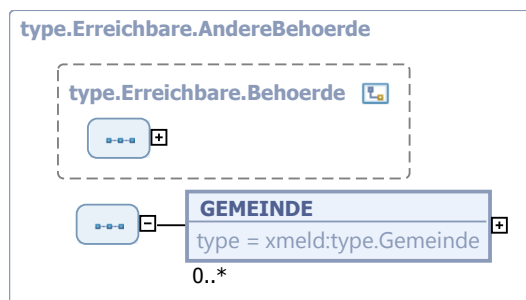 type.Erreichbare.AndereBehoerde
type.Erreichbare.Behoerde
GEMEINDE
type = xmeld:type.Gemeinde
0..*